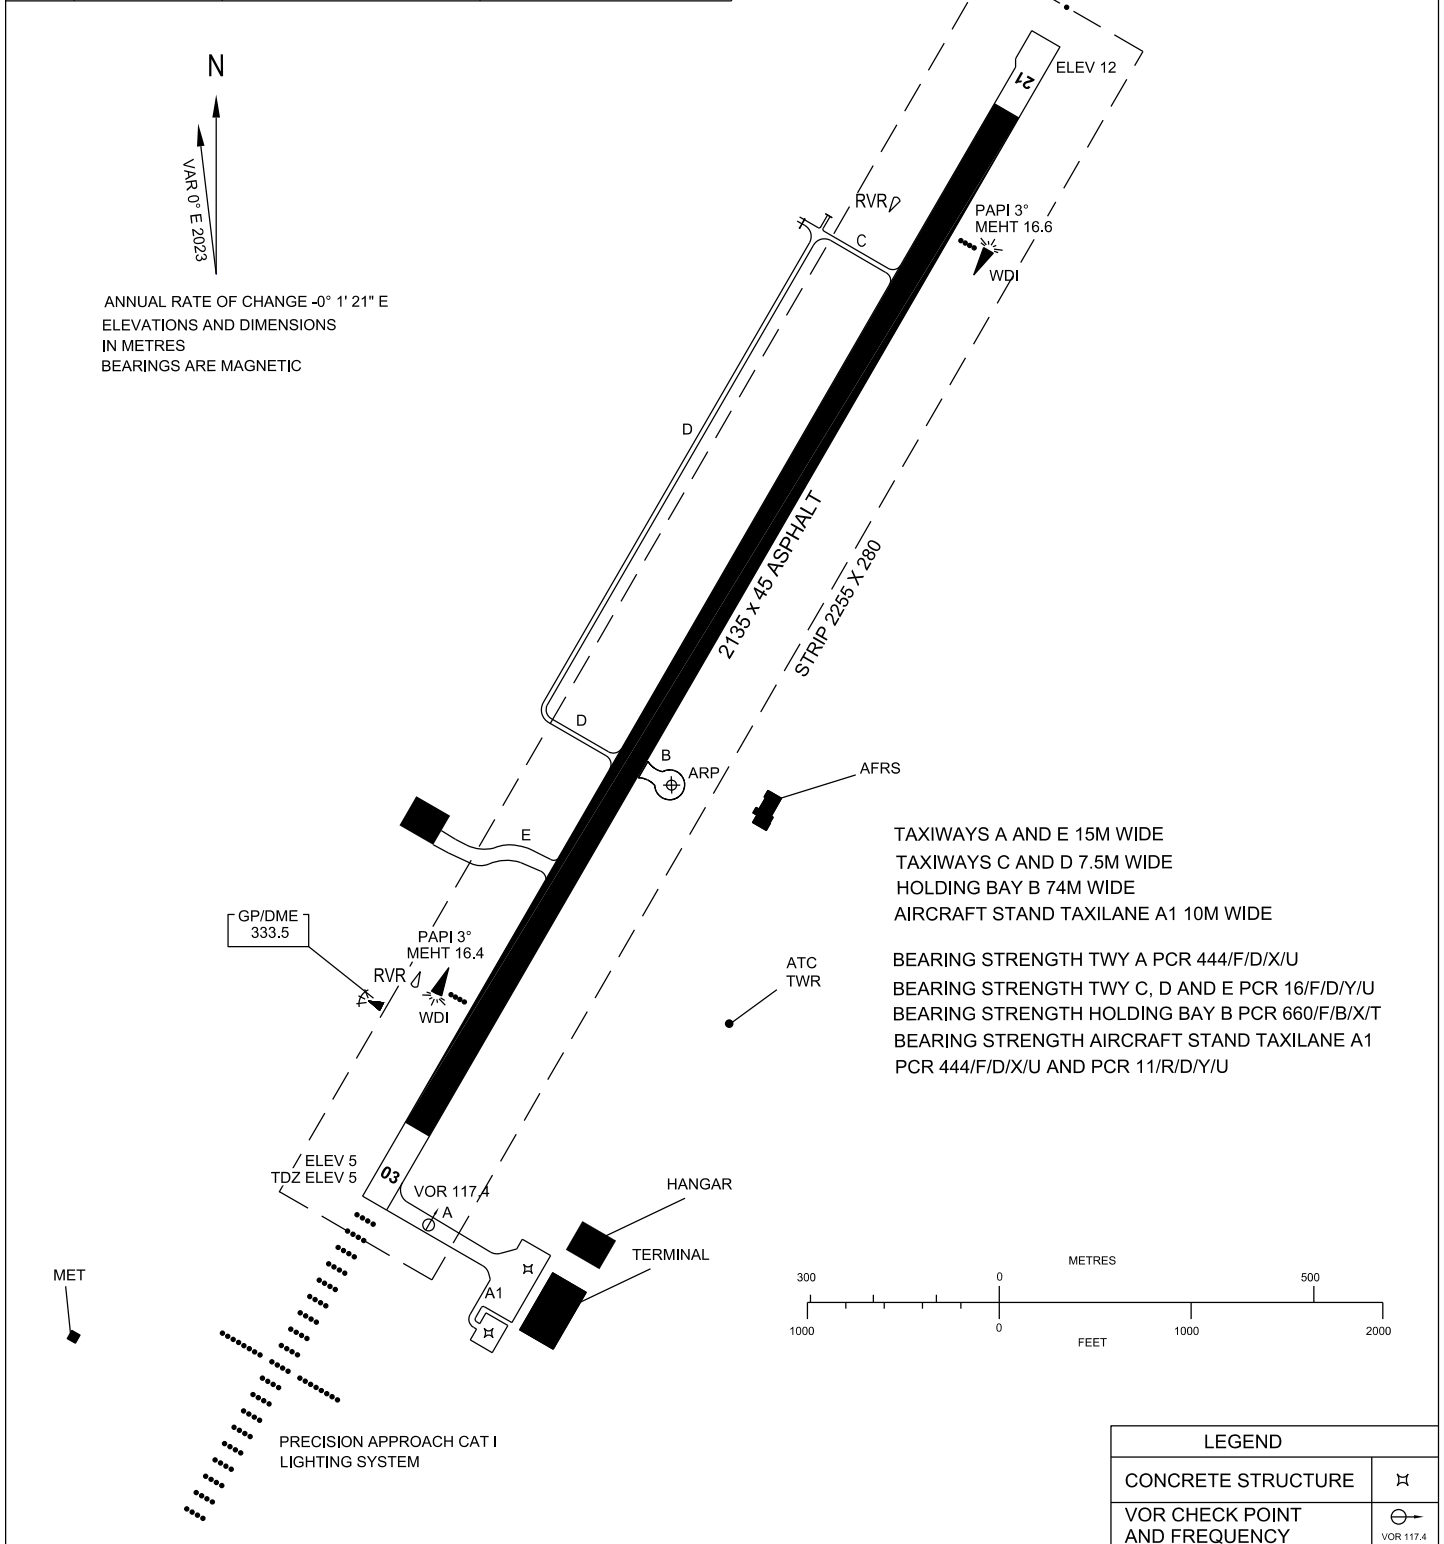 N
VAR 0° E 2023
ANNUAL RATE OF CHANGE -0° 1' 21" E
ELEVATIONS AND DIMENSIONS
IN METRES
BEARINGS ARE MAGNETIC
21
ELEV 12
RVR
PAPI 3°
MEHT 16.6
WDI
C
D
2135 x 45 ASPHALT
STRIP 2255 X 280
D
B
ARP
AFRS
E
TAXIWAYS A AND E 15M WIDE
TAXIWAYS C AND D 7.5M WIDE
HOLDING BAY B 74M WIDE
AIRCRAFT STAND TAXILANE A1 10M WIDE
GP/DME
333.5
PAPI 3°
MEHT 16.4
RVR
WDI
ATC
TWR
BEARING STRENGTH TWY A PCR 444/F/D/X/U
BEARING STRENGTH TWY C, D AND E PCR 16/F/D/Y/U
BEARING STRENGTH HOLDING BAY B PCR 660/F/B/X/T
BEARING STRENGTH AIRCRAFT STAND TAXILANE A1
PCR 444/F/D/X/U AND PCR 11/R/D/Y/U
ELEV 5
TDZ ELEV 5
03
VOR 117.4
A
HANGAR
TERMINAL
A1
MET
METRES
300 0 500
1000 0 1000 2000
FEET
PRECISION APPROACH CAT I
LIGHTING SYSTEM
LEGEND
CONCRETE STRUCTURE
VOR CHECK POINT
AND FREQUENCY
VOR 117.4